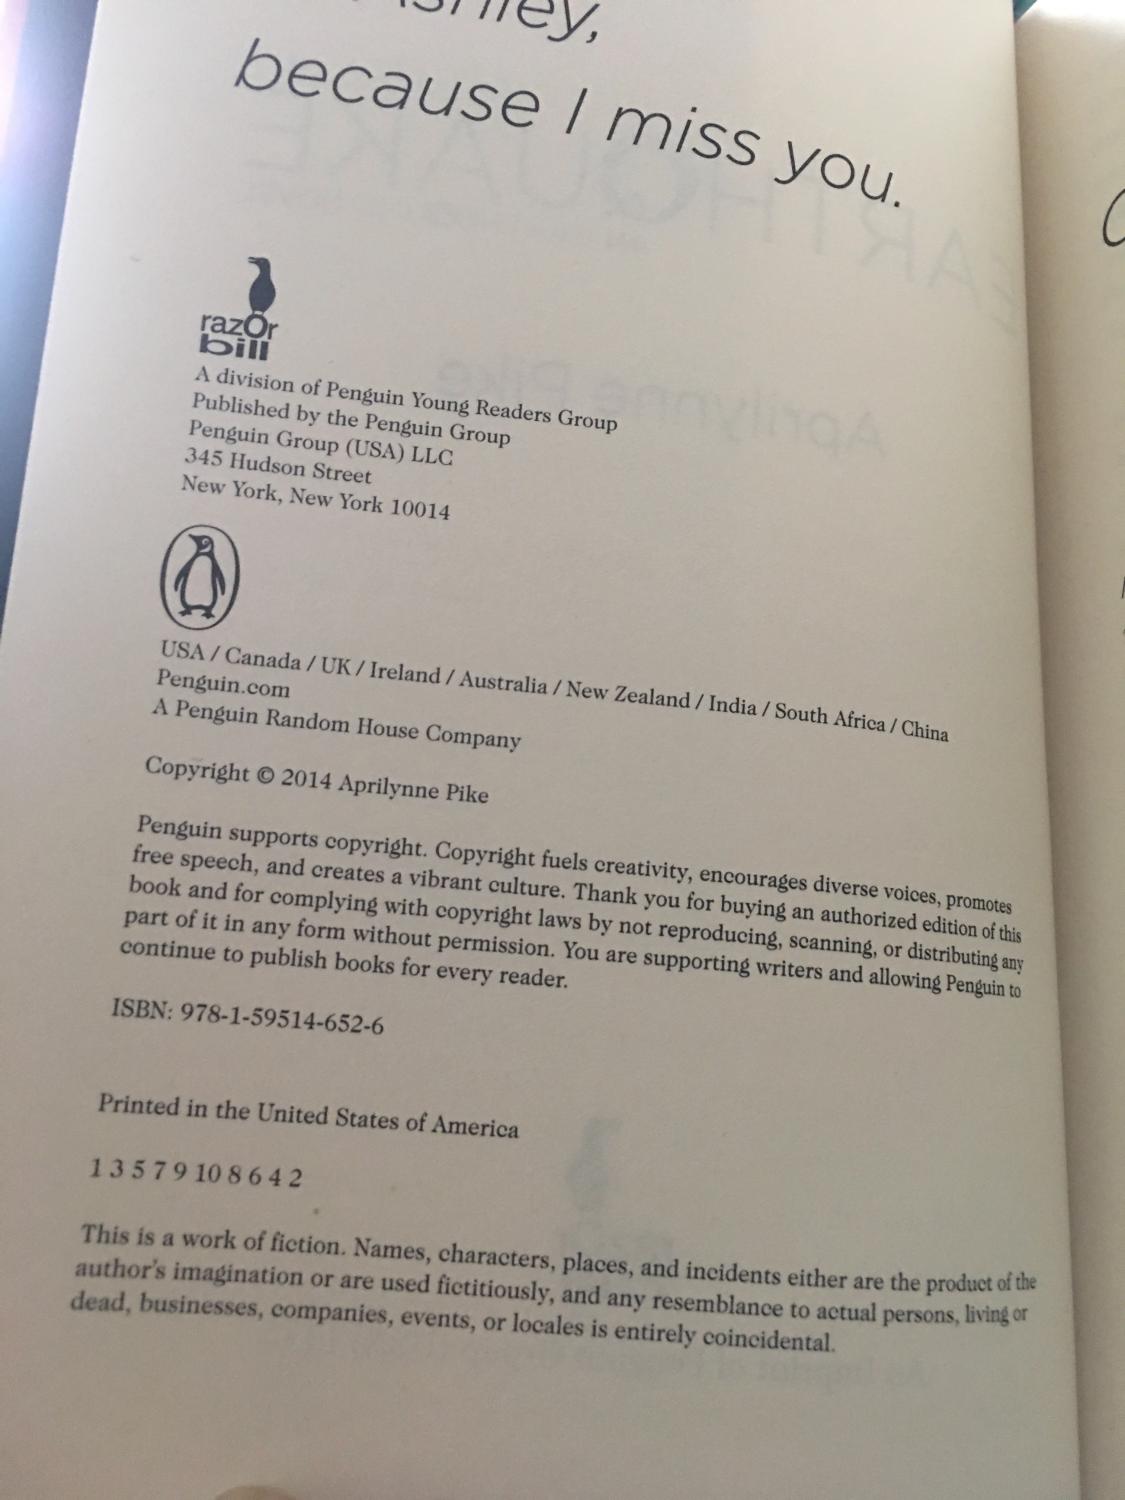 Ashley,
because I miss you.
razOr
bill
A division of Penguin Young Readers Group
Published by the Penguin Group
Penguin Group (USA) LLC
345 Hudson Street
New York, New York 10014
USA / Canada / UK / Ireland / Australia / New Zealand / India / South Africa / China
Penguin.com
A Penguin Random House Company
Copyright © 2014 Aprilynne Pike
Penguin supports copyright. Copyright fuels creativity, encourages diverse voices, promotes
free speech, and creates a vibrant culture. Thank you for buying an authorized edition of this
book and for complying with copyright laws by not reproducing, scanning, or distributing any
part of it in any form without permission. You are supporting writers and allowing Penguin to
continue to publish books for every reader.
ISBN: 978-1-59514-652-6
Printed in the United States of America
1 3 5 7 9 10 8 6 4 2
This is a work of fiction. Names, characters, places, and incidents either are the product of the
author's imagination or are used fictitiously, and any resemblance to actual persons, living or
dead, businesses, companies, events, or locales is entirely coincidental.